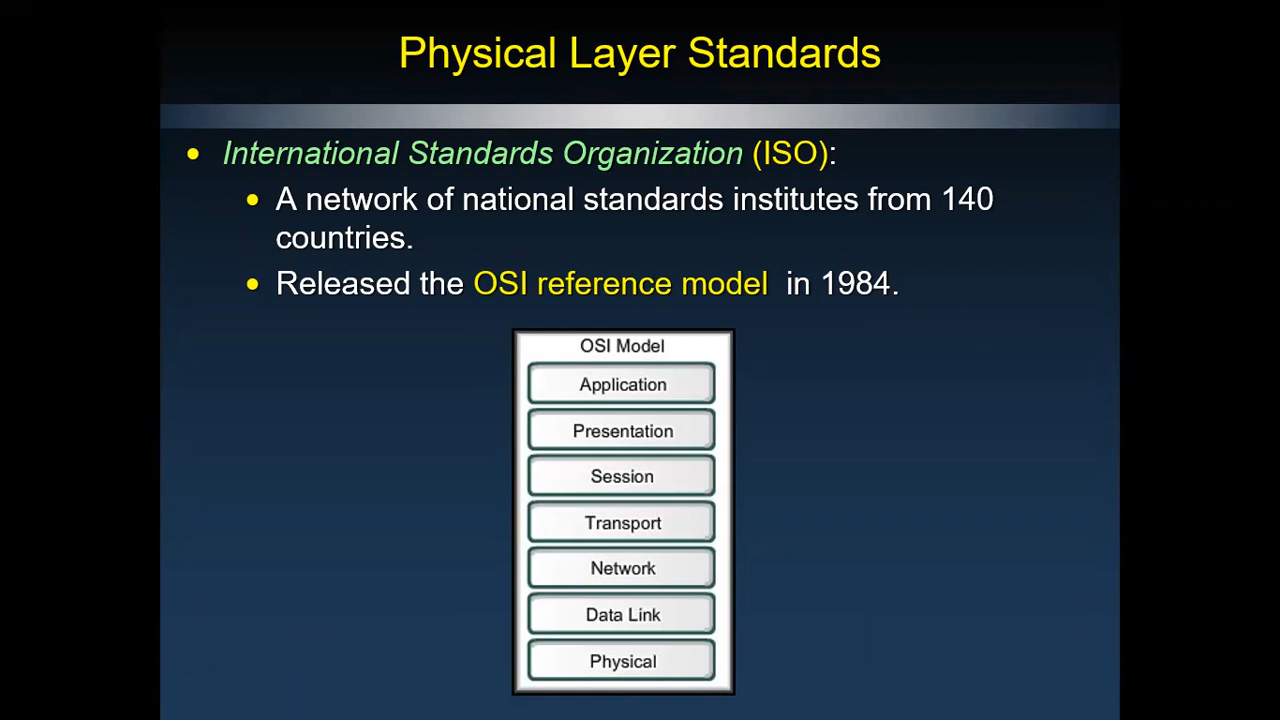 Physical Layer Standards
• International Standards Organization (ISO):
• A network of national standards institutes from 140
countries.
• Released the OSI reference model in 1984.
OSI Model
Application
Presentation
Session
Transport
Network
Data Link
Physical